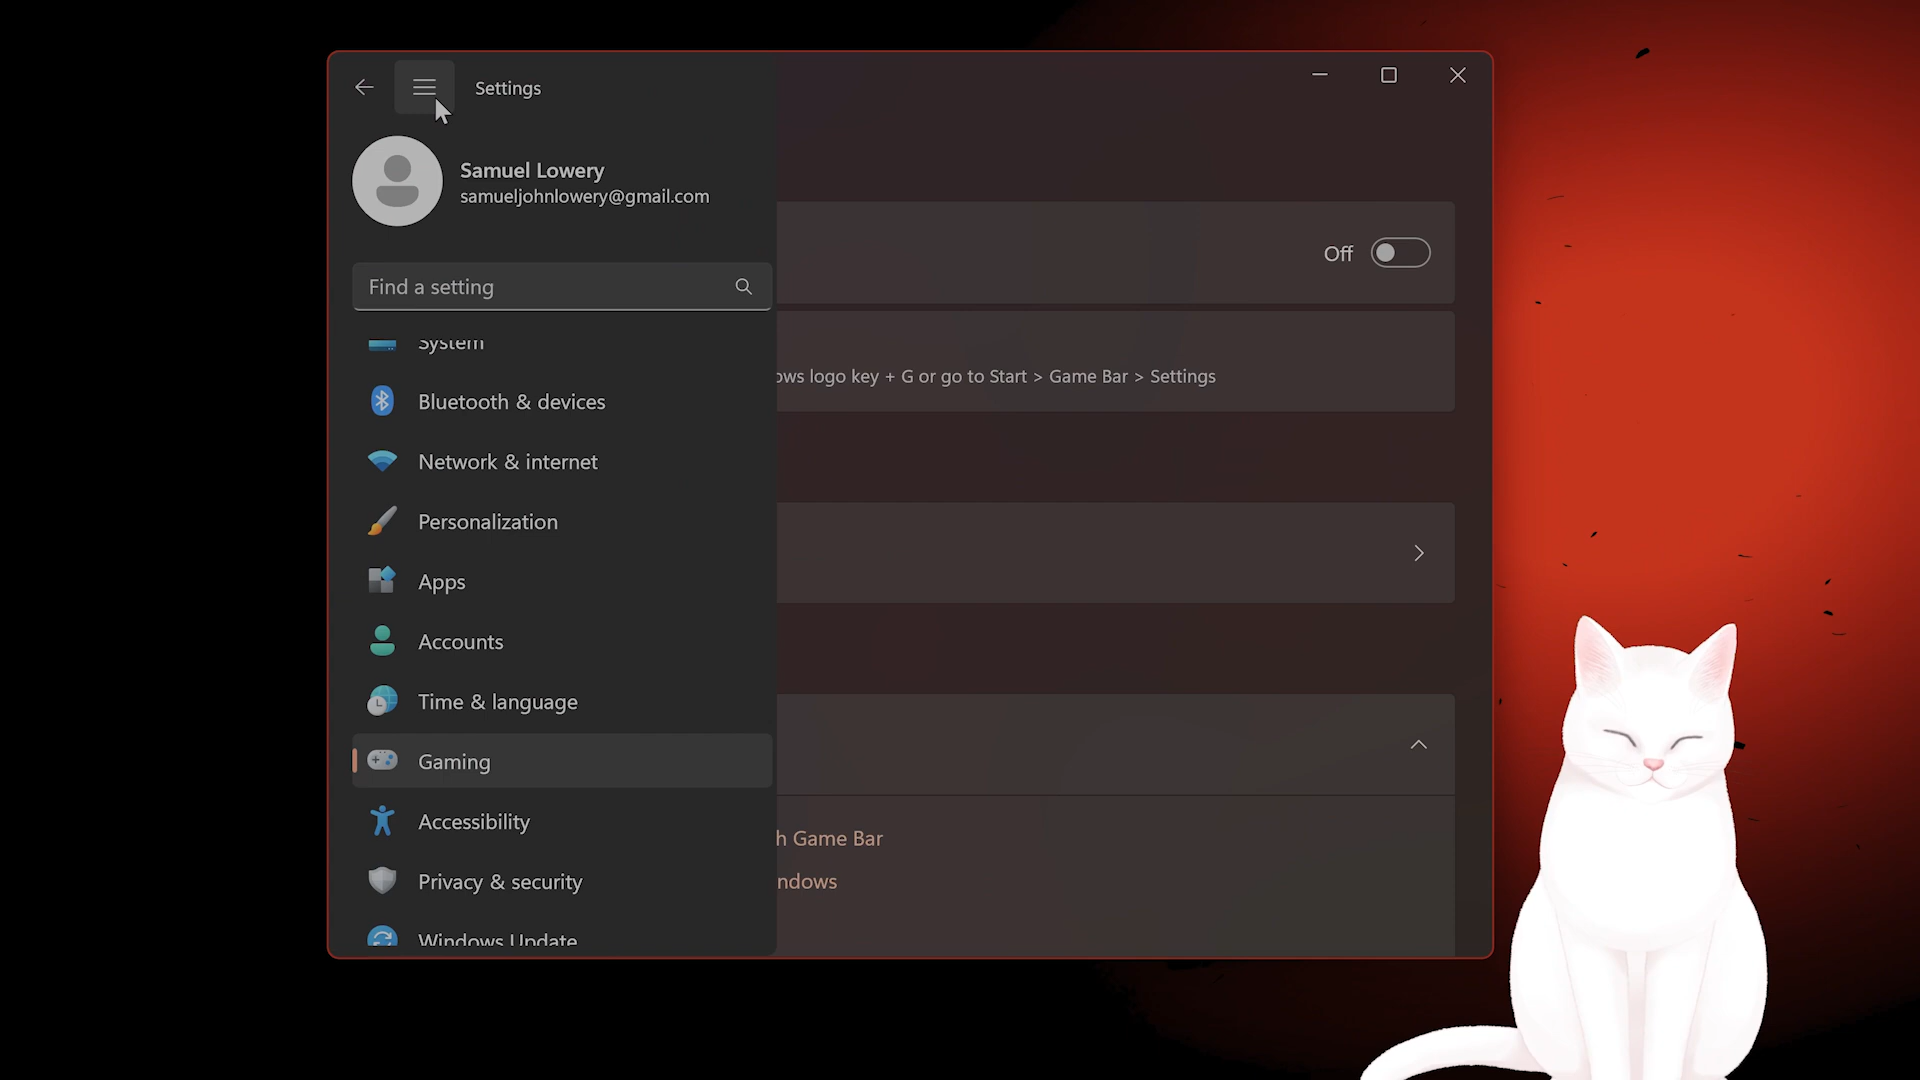 Settings
Samuel Lowery
samueljohnlowery@gmail.com
Find a setting
System
Bluetooth & devices
Network & internet
Personalization
Apps
Accounts
Time & language
Gaming
Accessibility
Privacy & security
Windows Update
Off
ows logo key + G or go to Start > Game Bar > Settings
h Game Bar
ndows